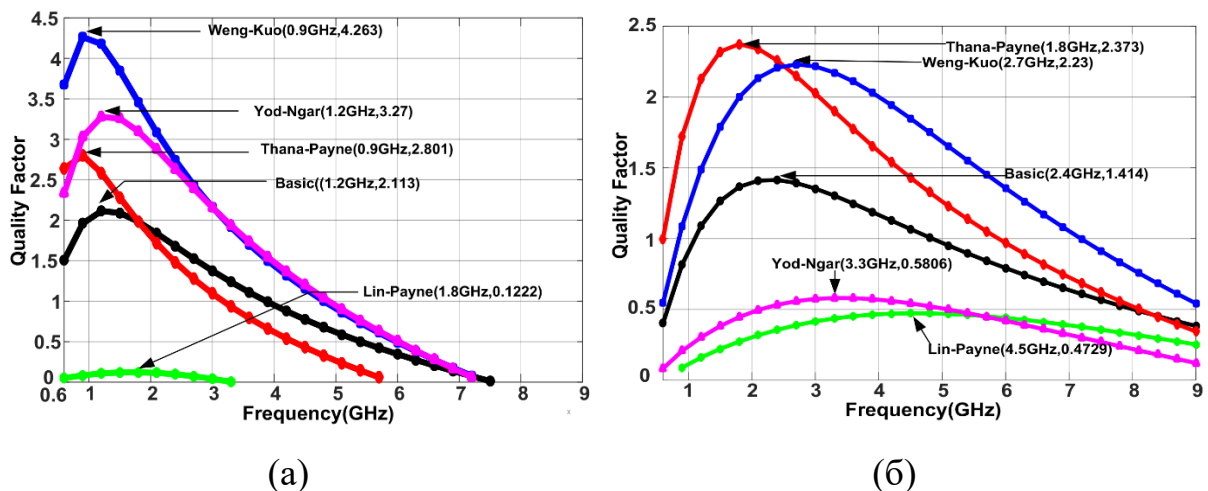 4.5
4
3.5
3
2.5
2
1.5
1
0.5
0
Quality Factor
Weng-Kuo(0.9GHz,4.263)
Yod-Ngar(1.2GHz,3.27)
Thana-Payne(0.9GHz,2.801)
Basic((1.2GHz,2.113)
Lin-Payne(1.8GHz,0.1222)
0.6 1 2 3 4 5 6 7 9
Frequency(GHz)
x
(а)
2.5
2
1.5
1
0.5
0
Quality Factor
Thana-Payne(1.8GHz,2.373)
Weng-Kuo(2.7GHz,2.23)
Basic(2.4GHz,1.414)
Yod-Ngar(3.3GHz,0.5806)
Lin-Payne(4.5GHz,0.4729)
1 2 3 4 5 6 7 8 9
Frequency(GHz)
(б)